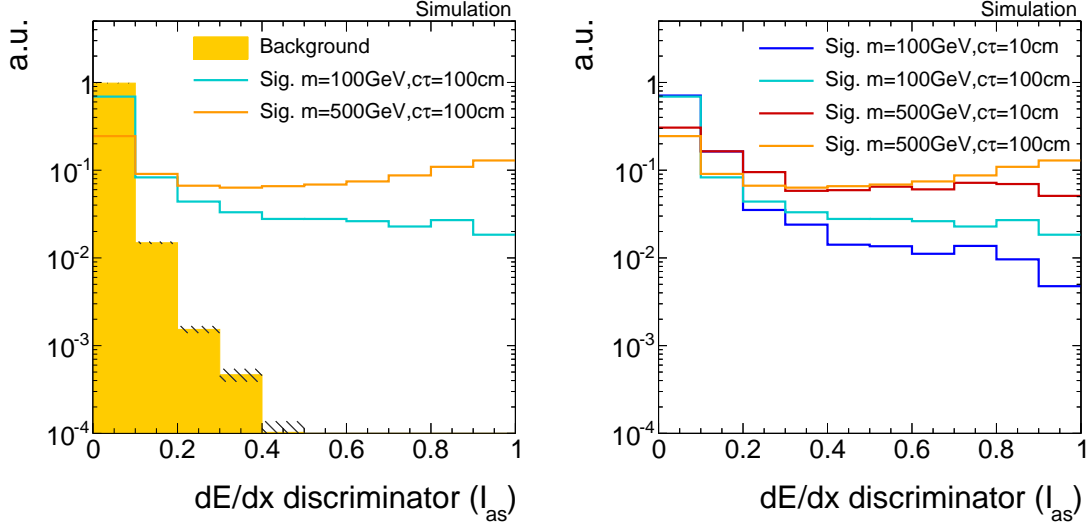 Simulation
a.u.
Background
Sig. m=100GeV,cτ=100cm
Sig. m=500GeV,cτ=100cm
1
10⁻¹
10⁻²
10⁻³
10⁻⁴
0 0.2 0.4 0.6 0.8 1
dE/dx discriminator (I_as)
Simulation
a.u.
Sig. m=100GeV,cτ=10cm
Sig. m=100GeV,cτ=100cm
Sig. m=500GeV,cτ=10cm
Sig. m=500GeV,cτ=100cm
1
10⁻¹
10⁻²
10⁻³
10⁻⁴
0 0.2 0.4 0.6 0.8 1
dE/dx discriminator (I_as)